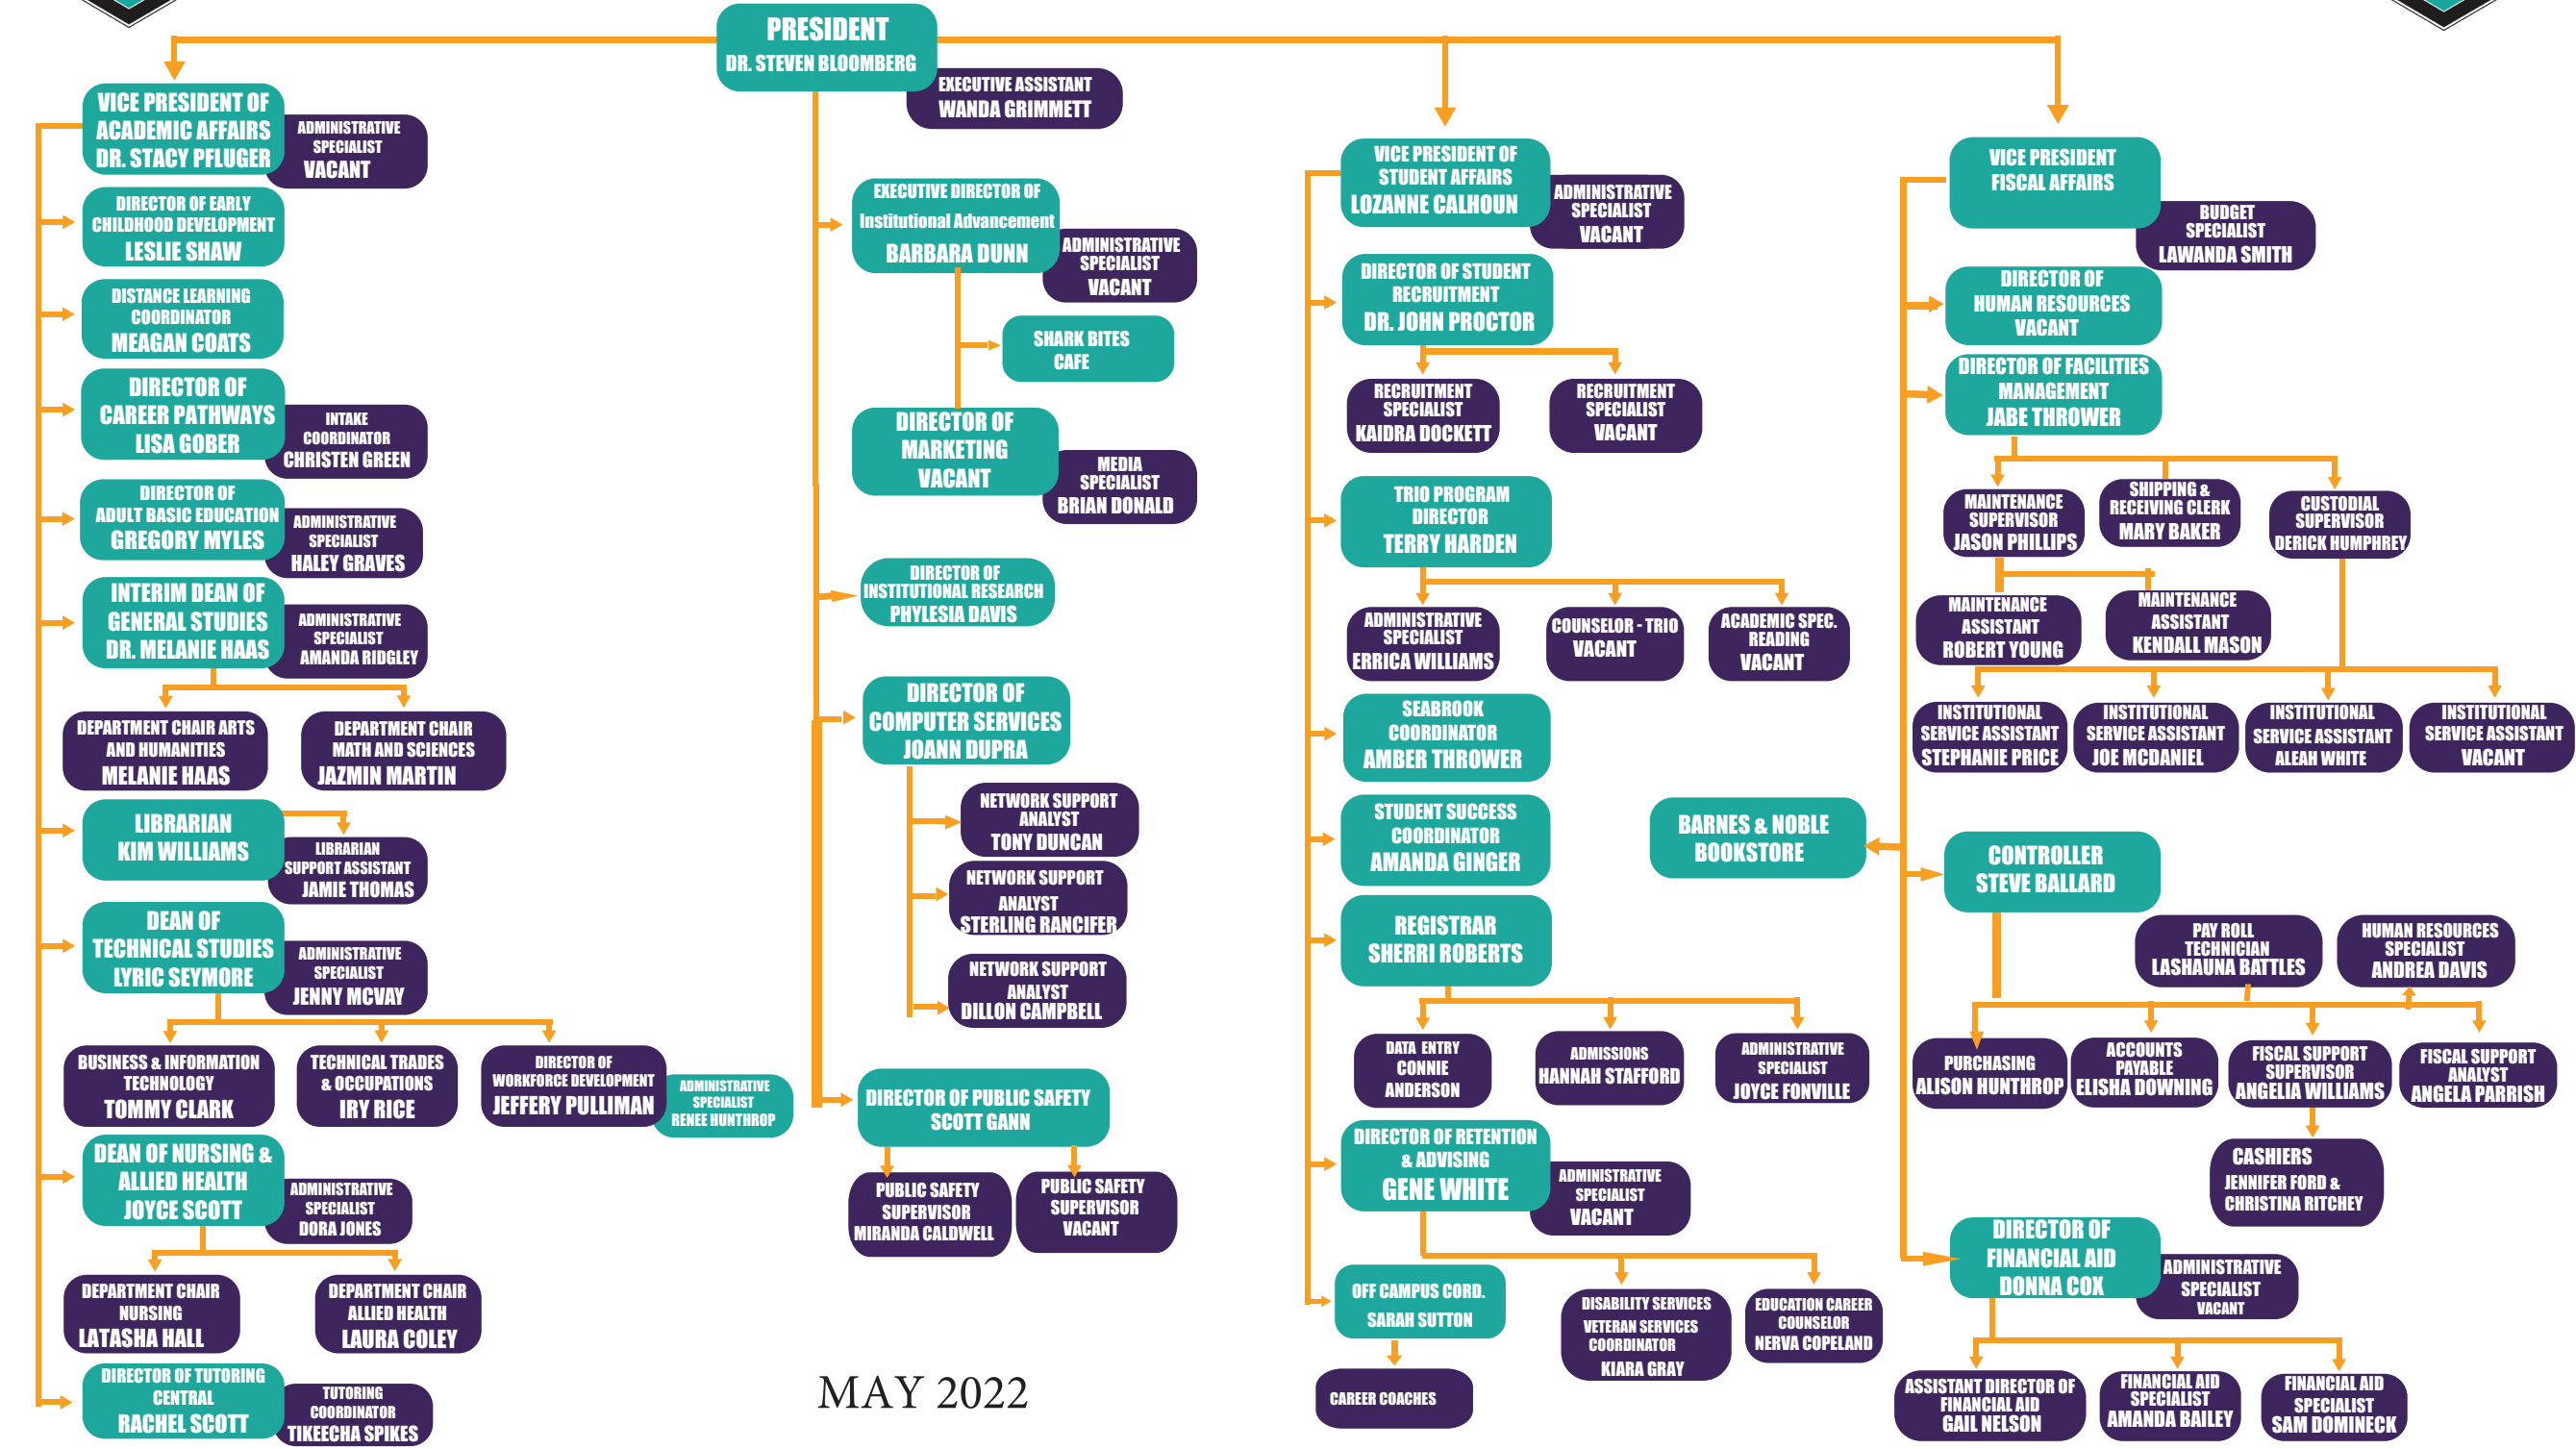 PRESIDENT
DR. STEVEN BLOOMBERG
EXECUTIVE ASSISTANT
WANDA GRIMMETT
VICE PRESIDENT OF
ACADEMIC AFFAIRS
DR. STACY PFLUGER
ADMINISTRATIVE
SPECIALIST
VACANT
DIRECTOR OF EARLY
CHILDHOOD DEVELOPMENT
LESLIE SHAW
DISTANCE LEARNING
COORDINATOR
MEAGAN COATS
DIRECTOR OF
CAREER PATHWAYS
LISA GOBER
INTAKE
COORDINATOR
CHRISTEN GREEN
DIRECTOR OF
ADULT BASIC EDUCATION
GREGORY MYLES
ADMINISTRATIVE
SPECIALIST
HALEY GRAVES
INTERIM DEAN OF
GENERAL STUDIES
DR. MELANIE HAAS
ADMINISTRATIVE
SPECIALIST
AMANDA RIDGLEY
DEPARTMENT CHAIR ARTS
AND HUMANITIES
MELANIE HAAS
DEPARTMENT CHAIR
MATH AND SCIENCES
JAZMIN MARTIN
LIBRARIAN
KIM WILLIAMS
LIBRARIAN
SUPPORT ASSISTANT
JAMIE THOMAS
DEAN OF
TECHNICAL STUDIES
LYRIC SEYMORE
ADMINISTRATIVE
SPECIALIST
JENNY MCVAY
BUSINESS & INFORMATION
TECHNOLOGY
TOMMY CLARK
TECHNICAL TRADES
& OCCUPATIONS
IRY RICE
DIRECTOR OF
WORKFORCE DEVELOPMENT
JEFFERY PULLIMAN
ADMINISTRATIVE
SPECIALIST
RENEE HUNTHROP
DEAN OF NURSING &
ALLIED HEALTH
JOYCE SCOTT
ADMINISTRATIVE
SPECIALIST
DORA JONES
DEPARTMENT CHAIR
NURSING
LATASHA HALL
DEPARTMENT CHAIR
ALLIED HEALTH
LAURA COLEY
DIRECTOR OF TUTORING
CENTRAL
RACHEL SCOTT
TUTORING
COORDINATOR
TIKEECHA SPIKES
EXECUTIVE DIRECTOR OF
Institutional Advancement
BARBARA DUNN
ADMINISTRATIVE
SPECIALIST
VACANT
SHARK BITES
CAFE
DIRECTOR OF
MARKETING
VACANT
MEDIA
SPECIALIST
BRIAN DONALD
DIRECTOR OF
INSTITUTIONAL RESEARCH
PHYLESIA DAVIS
DIRECTOR OF
COMPUTER SERVICES
JOANN DUPRA
NETWORK SUPPORT
ANALYST
TONY DUNCAN
NETWORK SUPPORT
ANALYST
STERLING RANCIFER
NETWORK SUPPORT
ANALYST
DILLON CAMPBELL
DIRECTOR OF PUBLIC SAFETY
SCOTT GANN
PUBLIC SAFETY
SUPERVISOR
MIRANDA CALDWELL
PUBLIC SAFETY
SUPERVISOR
VACANT
MAY 2022
VICE PRESIDENT OF
STUDENT AFFAIRS
LOZANNE CALHOUN
ADMINISTRATIVE
SPECIALIST
VACANT
DIRECTOR OF STUDENT
RECRUITMENT
DR. JOHN PROCTOR
RECRUITMENT
SPECIALIST
KAIDRA DOCKETT
RECRUITMENT
SPECIALIST
VACANT
TRIO PROGRAM
DIRECTOR
TERRY HARDEN
ADMINISTRATIVE
SPECIALIST
ERRICA WILLIAMS
COUNSELOR - TRIO
VACANT
ACADEMIC SPEC.
READING
VACANT
SEABROOK
COORDINATOR
AMBER THROWER
STUDENT SUCCESS
COORDINATOR
AMANDA GINGER
REGISTRAR
SHERRI ROBERTS
DATA ENTRY
CONNIE
ANDERSON
ADMISSIONS
HANNAH STAFFORD
ADMINISTRATIVE
SPECIALIST
JOYCE FONVILLE
DIRECTOR OF RETENTION
& ADVISING
GENE WHITE
ADMINISTRATIVE
SPECIALIST
VACANT
DISABILITY SERVICES
VETERAN SERVICES
COORDINATOR
KIARA GRAY
EDUCATION CAREER
COUNSELOR
NERVA COPELAND
OFF CAMPUS CORD.
SARAH SUTTON
CAREER COACHES
VICE PRESIDENT
FISCAL AFFAIRS
BUDGET
SPECIALIST
LAWANDA SMITH
DIRECTOR OF
HUMAN RESOURCES
VACANT
DIRECTOR OF FACILITIES
MANAGEMENT
JABE THROWER
MAINTENANCE
SUPERVISOR
JASON PHILLIPS
SHIPPING &
RECEIVING CLERK
MARY BAKER
CUSTODIAL
SUPERVISOR
DERICK HUMPHREY
MAINTENANCE
ASSISTANT
ROBERT YOUNG
MAINTENANCE
ASSISTANT
KENDALL MASON
INSTITUTIONAL
SERVICE ASSISTANT
STEPHANIE PRICE
INSTITUTIONAL
SERVICE ASSISTANT
JOE MCDANIEL
INSTITUTIONAL
SERVICE ASSISTANT
ALEAH WHITE
INSTITUTIONAL
SERVICE ASSISTANT
VACANT
BARNES & NOBLE
BOOKSTORE
CONTROLLER
STEVE BALLARD
PAY ROLL
TECHNICIAN
LASHAUNA BATTLES
HUMAN RESOURCES
SPECIALIST
ANDREA DAVIS
PURCHASING
ALISON HUNTHROP
ACCOUNTS
PAYABLE
ELISHA DOWNING
FISCAL SUPPORT
SUPERVISOR
ANGELIA WILLIAMS
FISCAL SUPPORT
ANALYST
ANGELA PARRISH
CASHIERS
JENNIFER FORD &
CHRISTINA RITCHEY
DIRECTOR OF
FINANCIAL AID
DONNA COX
ADMINISTRATIVE
SPECIALIST
VACANT
ASSISTANT DIRECTOR OF
FINANCIAL AID
GAIL NELSON
FINANCIAL AID
SPECIALIST
AMANDA BAILEY
FINANCIAL AID
SPECIALIST
SAM DOMINECK